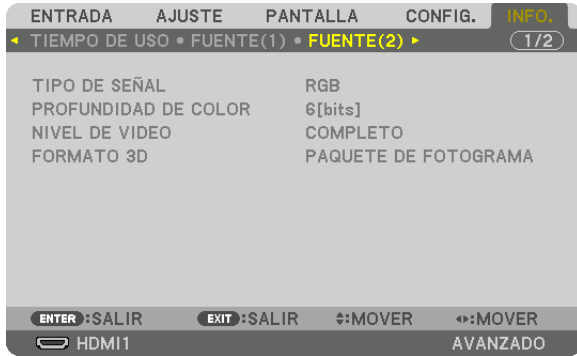 ENTRADA AJUSTE PANTALLA CONFIG. INFO.
TIEMPO DE USO • FUENTE(1) • FUENTE(2) 1/2
TIPO DE SEÑAL RGB
PROFUNDIDAD DE COLOR 6[bits]
NIVEL DE VIDEO COMPLETO
FORMATO 3D PAQUETE DE FOTOGRAMA
ENTER :SALIR EXIT :SALIR :MOVER :MOVER
HDMI1 AVANZADO